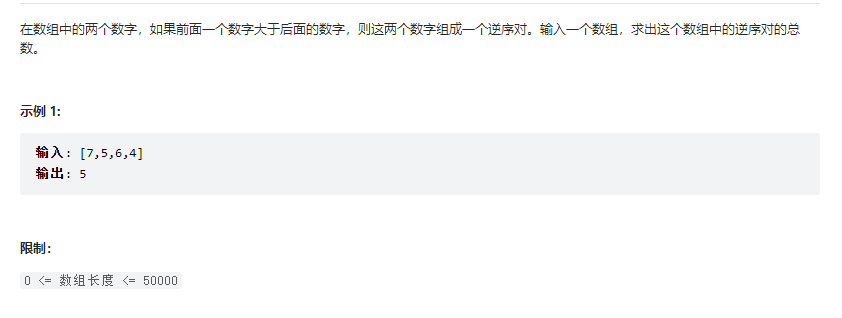 在数组中的两个数字，如果前面一个数字大于后面的数字，则这两个数字组成一个逆序对。输入一个数组，求出这个数组中的逆序对的总
数。
示例 1:
输入: [7,5,6,4]
输出: 5
限制：
0 <= 数组长度 <= 50000